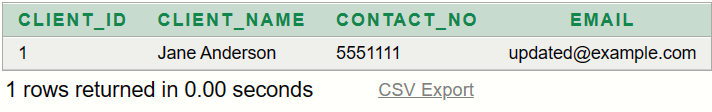 CLIENT_ID CLIENT_NAME CONTACT_NO EMAIL
1 Jane Anderson 5551111 updated@example.com
1 rows returned in 0.00 seconds CSV Export